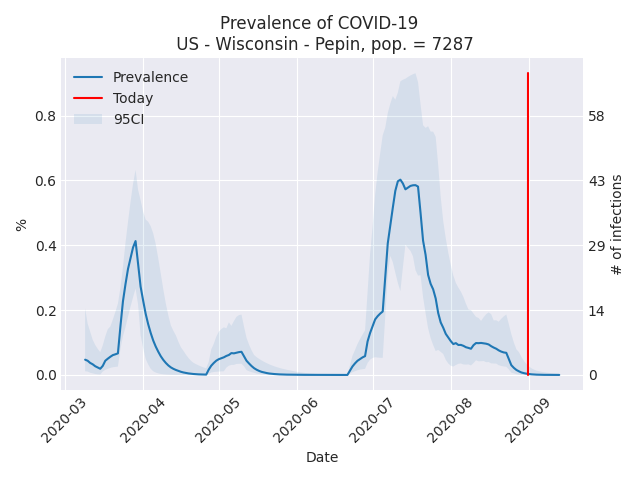 Prevalence of COVID-19
US - Wisconsin - Pepin, pop. = 7287
Prevalence
Today
95CI
0.8
0.6
0.4
0.2
0.0
%
58
43
29
14
0
# of infections
2020-03
2020-04
2020-05
2020-06
2020-07
2020-08
2020-09
Date